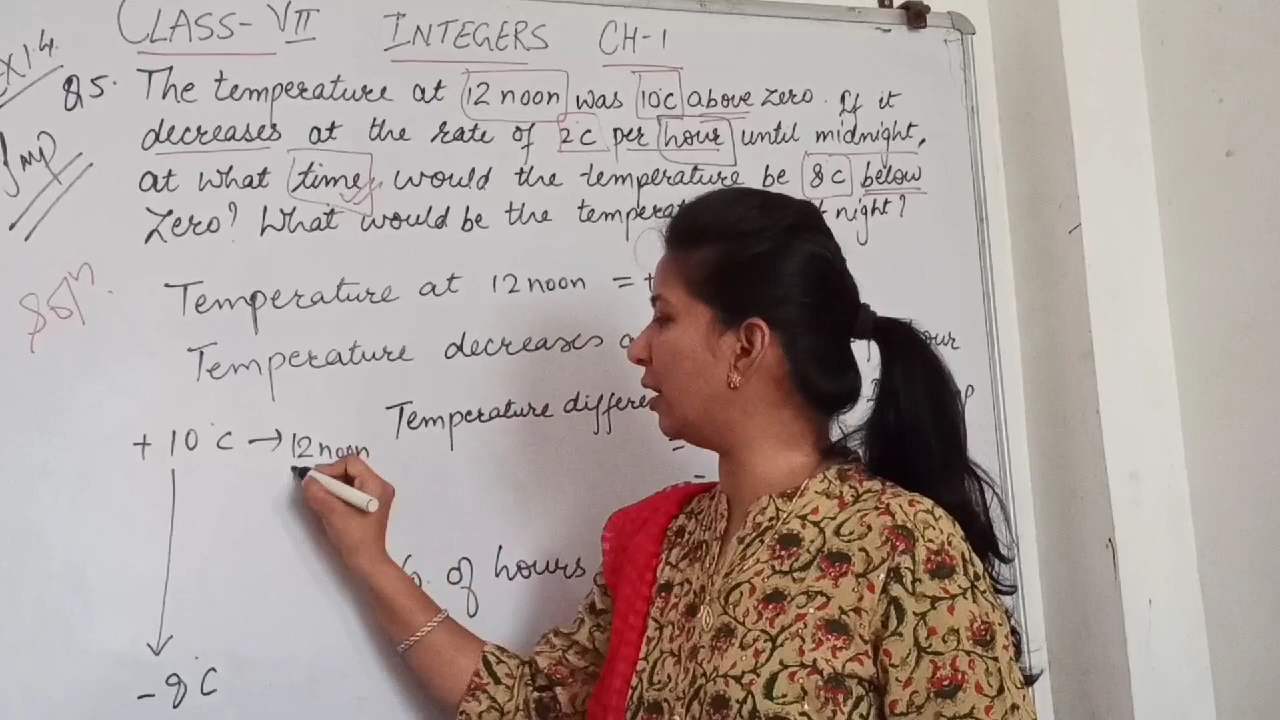 CLASS-VII INTEGERS CH-1
EX 1.4.
Imp
Q5. The temperature at 12 noon was 10°C above zero. If it
decreases at the rate of 2°C per hour until midnight,
at what time would the temperature be 8°C below
zero? What would be the night?
Solⁿ.
Temperature at 12 noon = +
Temperature decreases
Temperature
+ 10°C → 12 noon
of hours
- 8°C